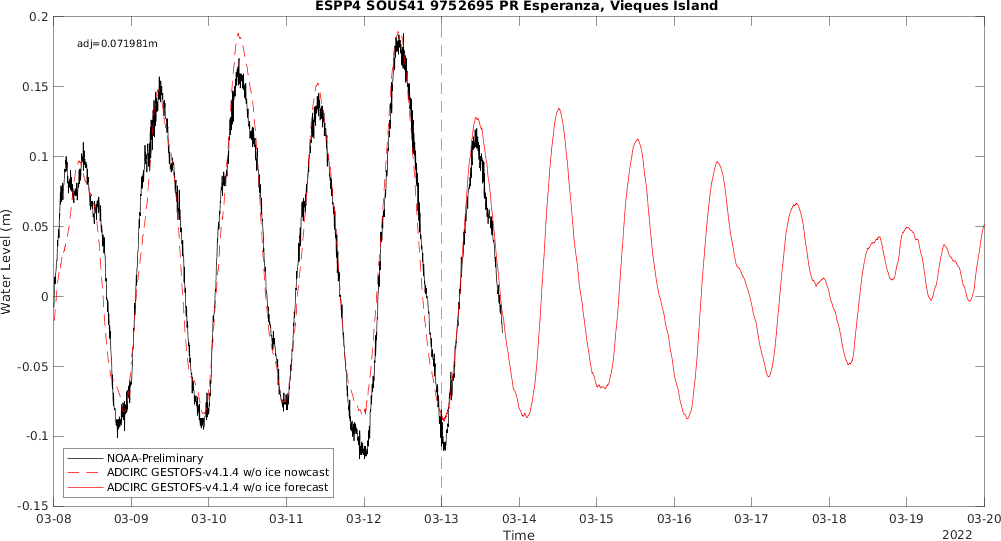 ESPP4 SOUS41 9752695 PR Esperanza, Vieques Island
adj=0.071981m
0.2
0.15
0.1
0.05
0
-0.05
-0.1
-0.15
Water Level (m)
NOAA-Preliminary
ADCIRC GESTOFS-v4.1.4 w/o ice nowcast
ADCIRC GESTOFS-v4.1.4 w/o ice forecast
03-08 03-09 03-10 03-11 03-12 03-13 03-14 03-15 03-16 03-17 03-18 03-19 03-20
Time
2022